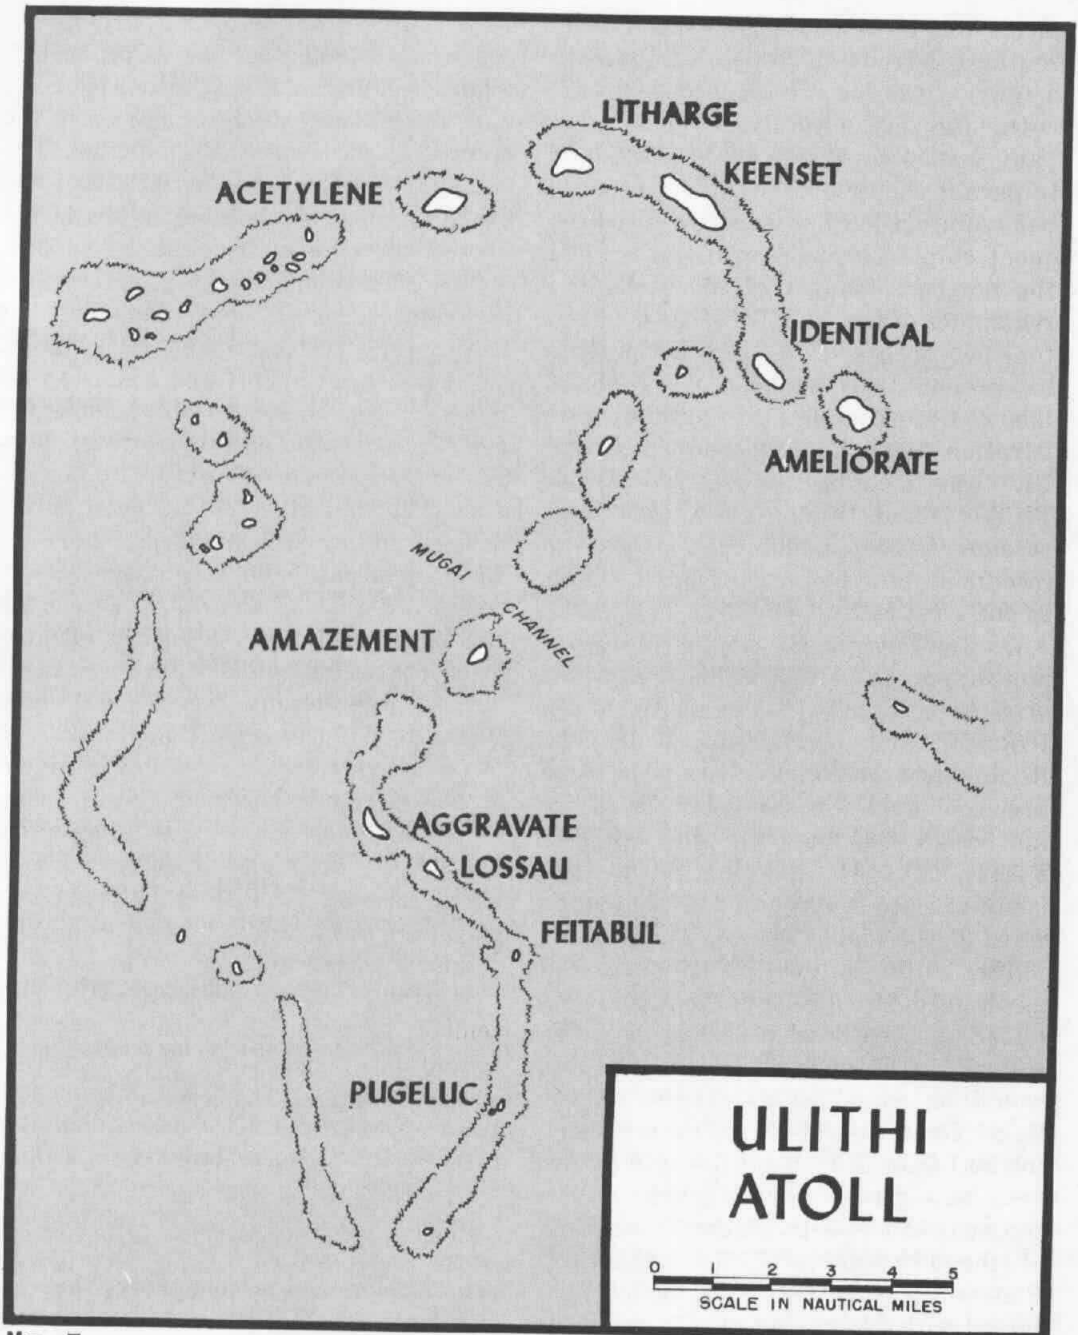 LITHARGE
KEENSET
ACETYLENE
IDENTICAL
AMELIORATE
MUGAI
CHANNEL
AMAZEMENT
AGGRAVATE
LOSSAU
FEITABUL
PUGELUC
ULITHI
ATOLL
0 1 2 3 4 5
SCALE IN NAUTICAL MILES